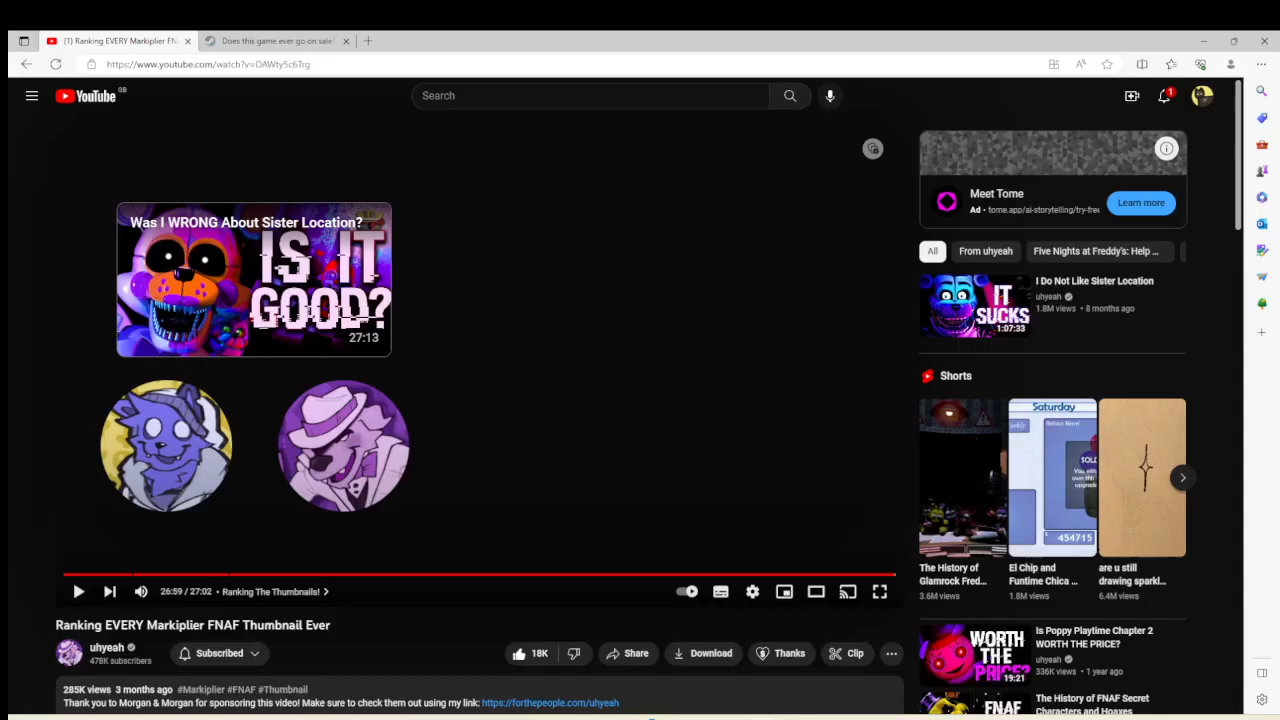 (1) Ranking EVERY Markiplier FN
Does this game ever go on sale
https://www.youtube.com/watch?v=DAWty5c6Trg
YouTube GB
Search
1
Was I WRONG About Sister Location?
IS IT
GOOD?
27:13
Meet Tome
Ad • tome.app/ai-storytelling/try-free
Learn more
All
From uhyeah
Five Nights at Freddy's: Help ...
IT
SUCKS
1:07:33
I Do Not Like Sister Location
uhyeah
1.8M views • 8 months ago
Shorts
Saturday
SOL
You eith
own this
upgrade
454715
The History of
Glamrock Fred...
3.6M views
El Chip and
Funtime Chica ...
1.8M views
are u still
drawing sparkl...
6.4M views
26:59 / 27:02 • Ranking The Thumbnails!
Ranking EVERY Markiplier FNAF Thumbnail Ever
uhyeah
478K subscribers
Subscribed
18K
Share
Download
Thanks
Clip
WORTH
THE
PRICE?
19:21
Is Poppy Playtime Chapter 2
WORTH THE PRICE?
uhyeah
336K views • 1 year ago
285K views 3 months ago #Markiplier #FNAF #Thumbnail
Thank you to Morgan & Morgan for sponsoring this video! Make sure to check them out using my link: https://forthepeople.com/uhyeah
FNAF
The History of FNAF Secret
Characters and Hoaxes